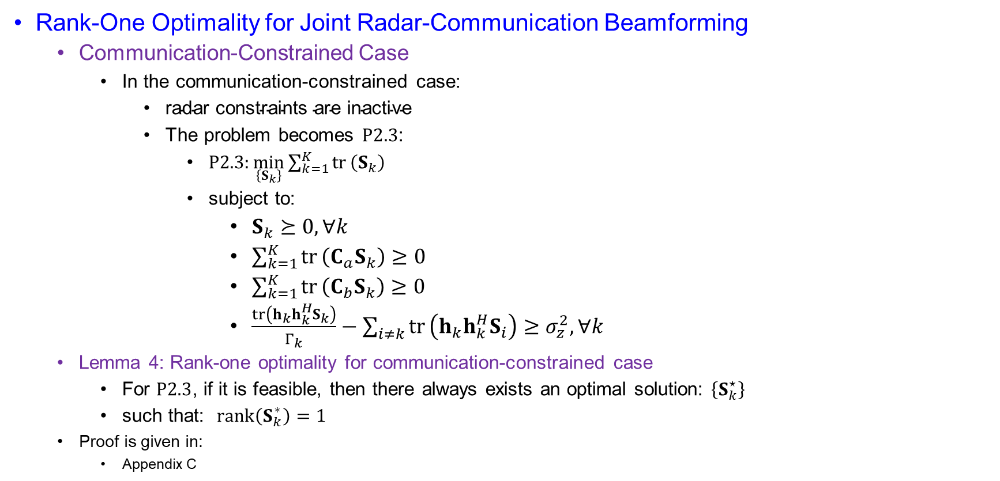 • Rank-One Optimality for Joint Radar-Communication Beamforming
• Communication-Constrained Case
• In the communication-constrained case:
• radar constraints are inactive
• The problem becomes P2.3:
• P2.3: min_{{𝐒_k}} ∑_{k=1}^{K} tr (𝐒_k)
• subject to:
• 𝐒_k ⪰ 0, ∀k
• ∑_{k=1}^{K} tr (𝐂_a 𝐒_k) ≥ 0
• ∑_{k=1}^{K} tr (𝐂_b 𝐒_k) ≥ 0
• tr(𝐡_k 𝐡_k^H 𝐒_k) / Γ_k − ∑_{i≠k} tr (𝐡_k 𝐡_k^H 𝐒_i) ≥ σ_z^2, ∀k
• Lemma 4: Rank-one optimality for communication-constrained case
• For P2.3, if it is feasible, then there always exists an optimal solution: {𝐒_k^⋆}
• such that: rank(𝐒_k^*) = 1
• Proof is given in:
• Appendix C